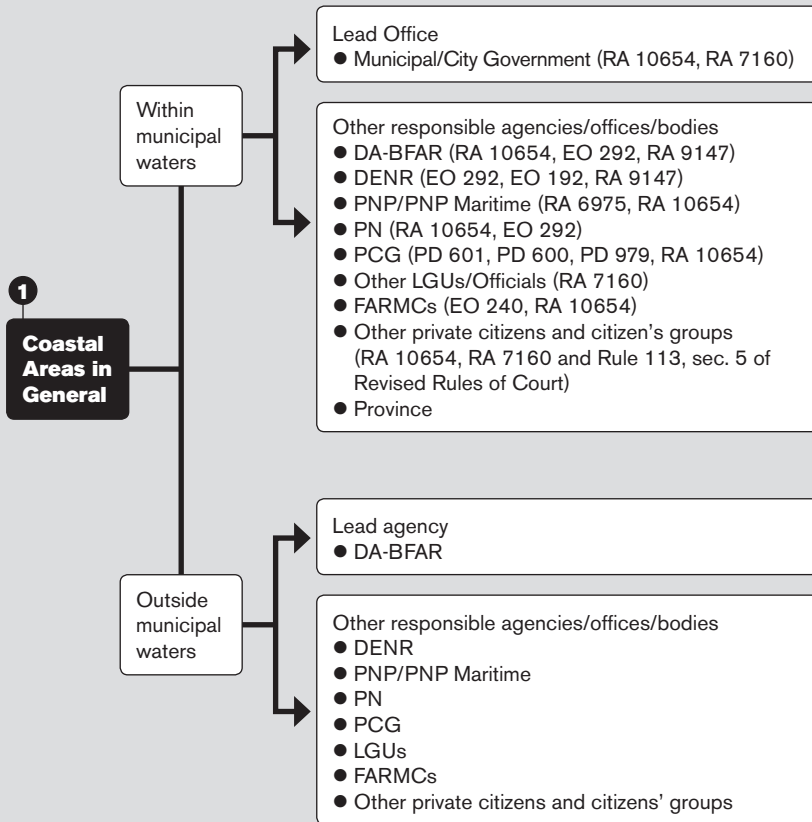 1
Coastal
Areas in
General
Within
municipal
waters
Lead Office
● Municipal/City Government (RA 10654, RA 7160)
Other responsible agencies/offices/bodies
● DA-BFAR (RA 10654, EO 292, RA 9147)
● DENR (EO 292, EO 192, RA 9147)
● PNP/PNP Maritime (RA 6975, RA 10654)
● PN (RA 10654, EO 292)
● PCG (PD 601, PD 600, PD 979, RA 10654)
● Other LGUs/Officials (RA 7160)
● FARMCs (EO 240, RA 10654)
● Other private citizens and citizen's groups
(RA 10654, RA 7160 and Rule 113, sec. 5 of
Revised Rules of Court)
● Province
Outside
municipal
waters
Lead agency
● DA-BFAR
Other responsible agencies/offices/bodies
● DENR
● PNP/PNP Maritime
● PN
● PCG
● LGUs
● FARMCs
● Other private citizens and citizens' groups